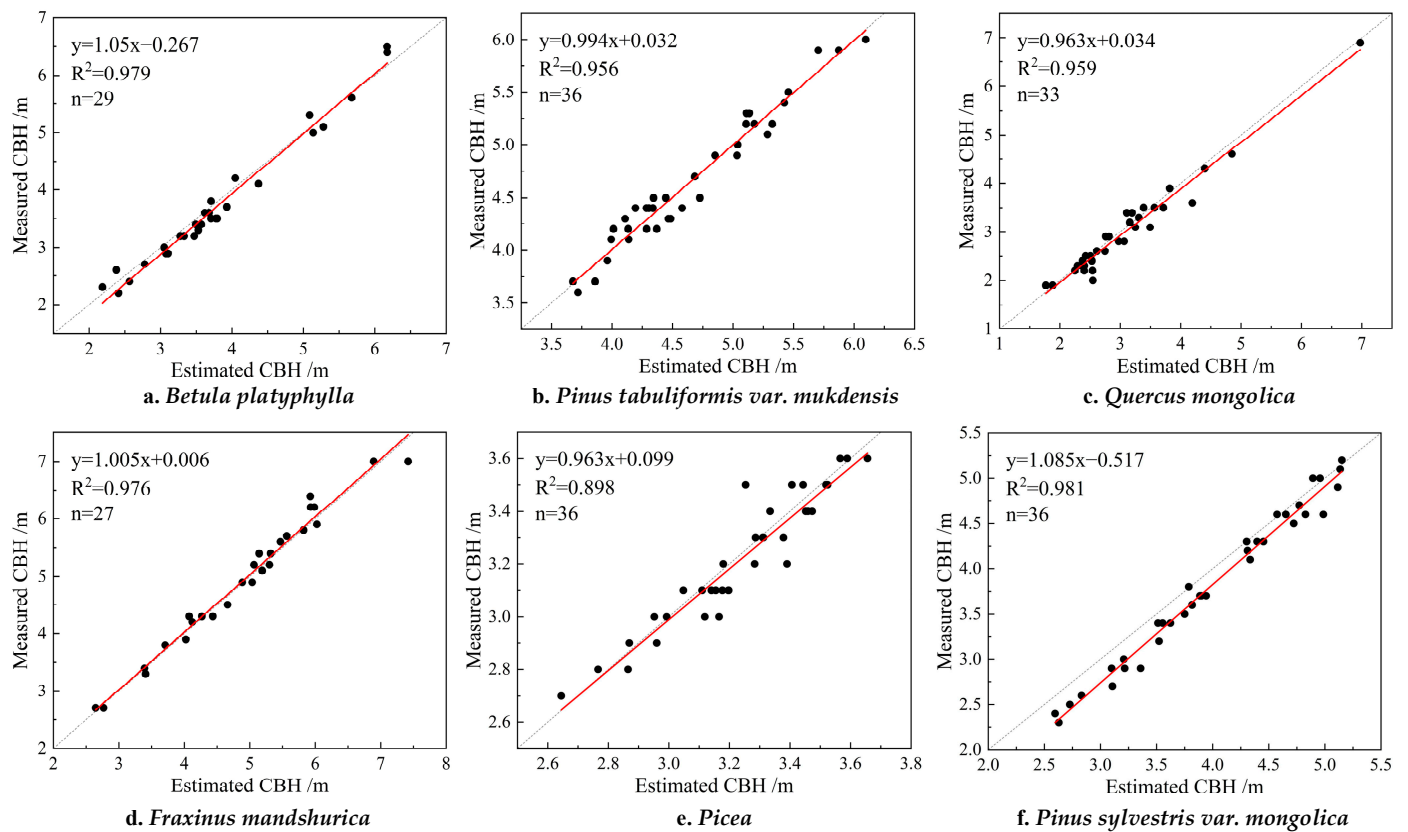 y=1.05x−0.267
R²=0.979
n=29
7
6
5
4
3
2
Measured CBH /m
2 3 4 5 6 7
Estimated CBH /m
a. Betula platyphylla
y=0.994x+0.032
R²=0.956
n=36
6.0
5.5
5.0
4.5
4.0
3.5
Measured CBH /m
3.5 4.0 4.5 5.0 5.5 6.0 6.5
Estimated CBH /m
b. Pinus tabuliformis var. mukdensis
y=0.963x+0.034
R²=0.959
n=33
7
6
5
4
3
2
1
Measured CBH /m
1 2 3 4 5 6 7
Estimated CBH /m
c. Quercus mongolica
y=1.005x+0.006
R²=0.976
n=27
7
6
5
4
3
2
Measured CBH /m
2 3 4 5 6 7 8
Estimated CBH /m
d. Fraxinus mandshurica
y=0.963x+0.099
R²=0.898
n=36
3.6
3.4
3.2
3.0
2.8
2.6
Measured CBH /m
2.6 2.8 3.0 3.2 3.4 3.6 3.8
Estimated CBH /m
e. Picea
y=1.085x−0.517
R²=0.981
n=36
5.5
5.0
4.5
4.0
3.5
3.0
2.5
2.0
Measured CBH /m
2.0 2.5 3.0 3.5 4.0 4.5 5.0 5.5
Estimated CBH /m
f. Pinus sylvestris var. mongolica